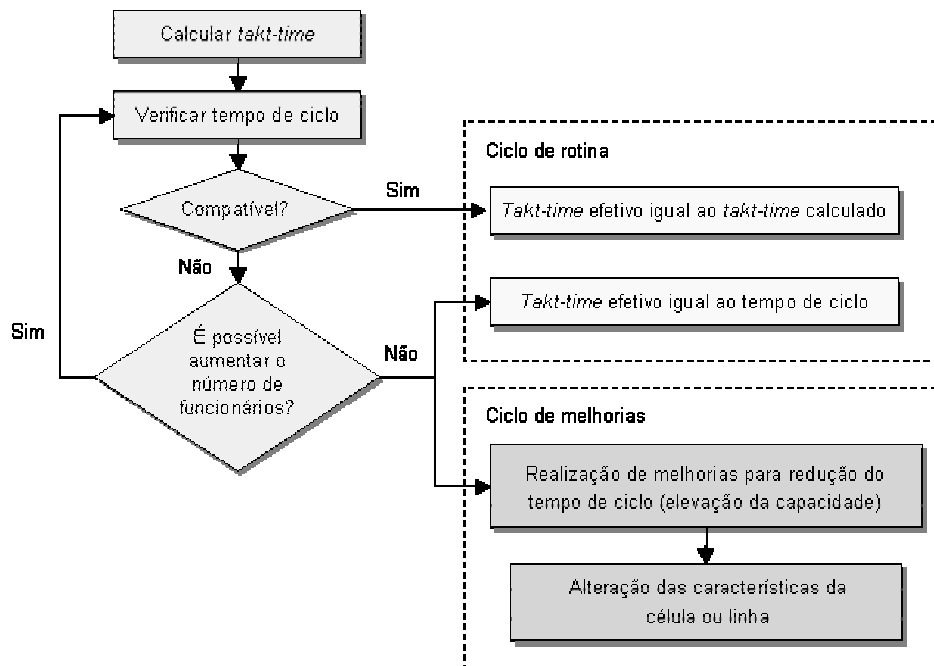 Calcular takt-time
Verificar tempo de ciclo
Ciclo de rotina
Compatível?
Sim
Takt-time efetivo igual ao takt-time calculado
Não
Takt-time efetivo igual ao tempo de ciclo
Sim
É possível
aumentar o
número de
funcionários?
Não
Ciclo de melhorias
Realização de melhorias para redução do
tempo de ciclo (elevação da capacidade)
Alteração das características da
célula ou linha